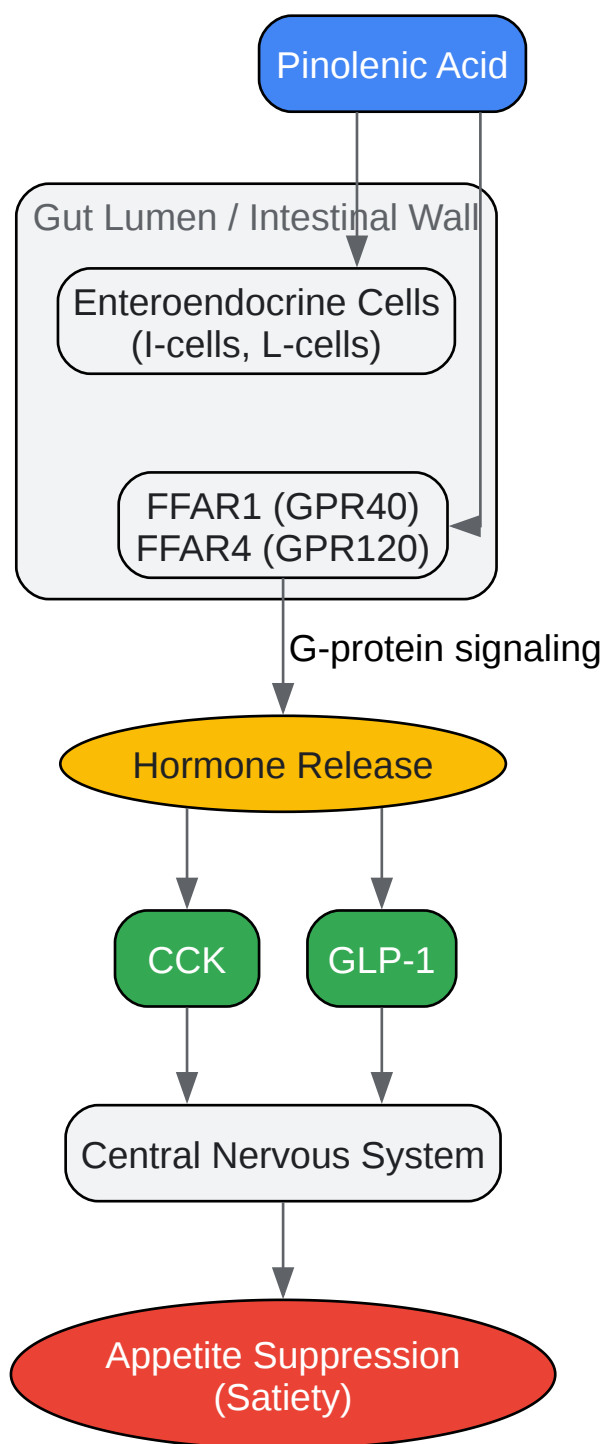 Pinolenic Acid
Gut Lumen / Intestinal Wall
Enteroendocrine Cells
(I-cells, L-cells)
FFAR1 (GPR40)
FFAR4 (GPR120)
G-protein signaling
Hormone Release
CCK
GLP-1
Central Nervous System
Appetite Suppression
(Satiety)